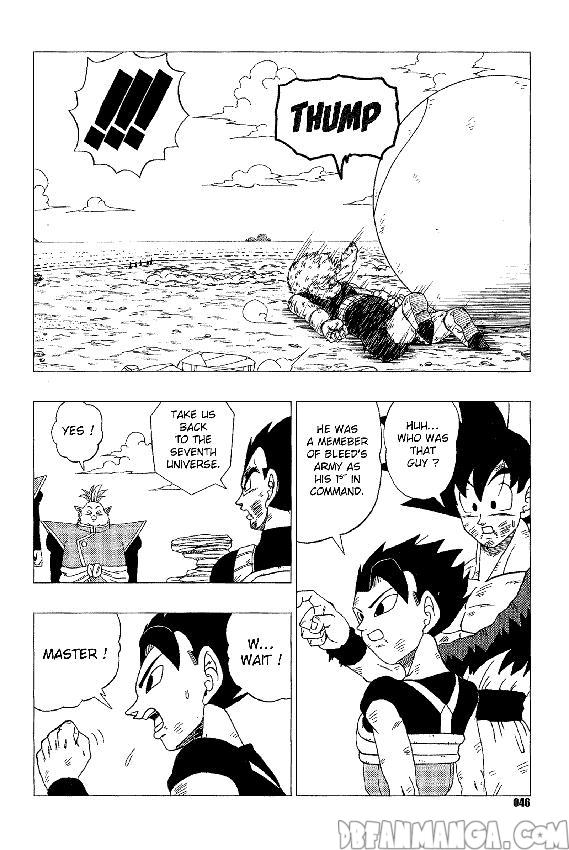 !!!!
THUMP
HUH...
WHO WAS
THAT
GUY ?
HE WAS
A MEMEBER
OF BLEED'S
ARMY AS
HIS 1ST IN
COMMAND.
TAKE US
BACK
TO THE
SEVENTH
UNIVERSE.
YES !
W...
WAIT !
MASTER !
046
DBFANMANGA.COM